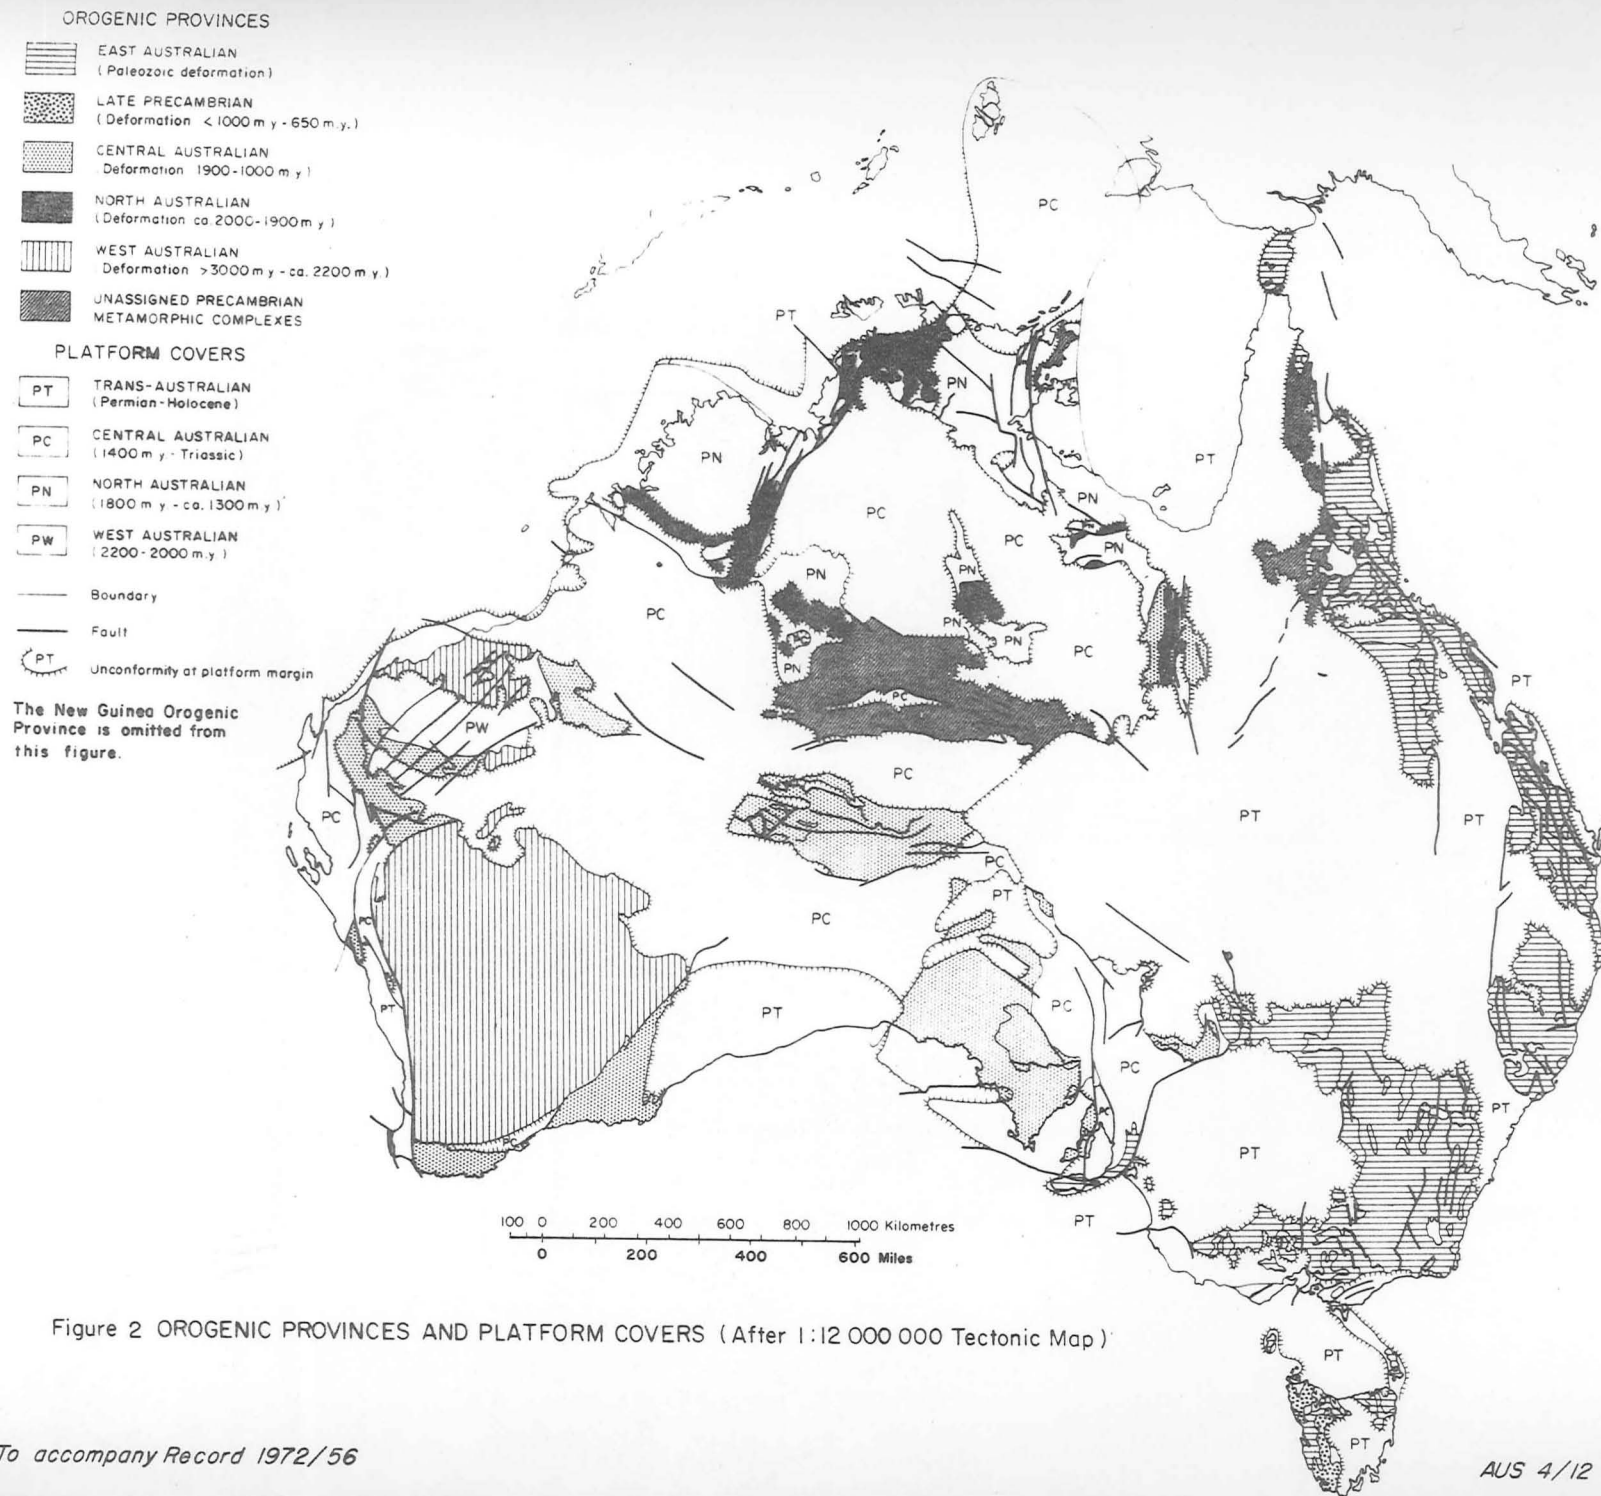 OROGENIC PROVINCES
EAST AUSTRALIAN
(Paleozoic deformation)
LATE PRECAMBRIAN
(Deformation <1000 m y - 650 m.y.)
CENTRAL AUSTRALIAN
Deformation 1900-1000 m y)
NORTH AUSTRALIAN
(Deformation ca. 2000-1900 m y)
WEST AUSTRALIAN
Deformation >3000 m y - ca. 2200 m y.)
UNASSIGNED PRECAMBRIAN
METAMORPHIC COMPLEXES
PLATFORM COVERS
PT
TRANS-AUSTRALIAN
(Permian-Holocene)
PC
CENTRAL AUSTRALIAN
(1400 m y - Triassic)
PN
NORTH AUSTRALIAN
(1800 m y - ca. 1300 m y)
PW
WEST AUSTRALIAN
(2200-2000 m.y.)
Boundary
Fault
PT
Unconformity at platform margin
The New Guinea Orogenic
Province is omitted from
this figure.
PC
PT
PN
PN
PT
PN
PC
PC
PN
PN
PN
PN
PC
PN
PN
PC
PN
PC
PT
PW
PC
PC
PT
PT
PC
PC
PT
PC
PC
PT
PC
PT
PC
PC
PT
PC
PT
PC
PT
100 0 200 400 600 800 1000 Kilometres
0 200 400 600 Miles
Figure 2 OROGENIC PROVINCES AND PLATFORM COVERS (After 1:12 000 000 Tectonic Map)
PT
PT
To accompany Record 1972/56
AUS 4/12